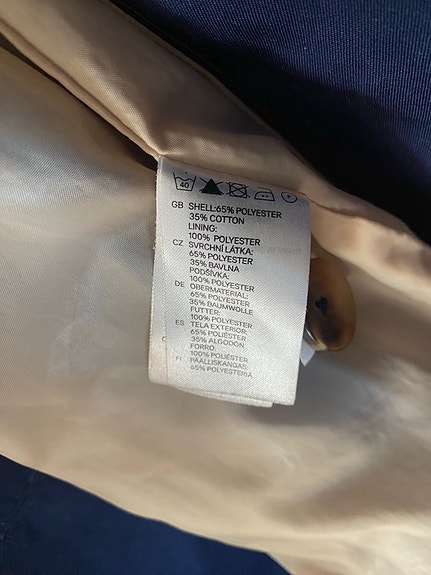 40
GB SHELL:65% POLYESTER
35% COTTON
LINING:
100% POLYESTER
CZ SVRCHNÍ LÁTKA:
65% POLYESTER
35% BAVLNA
PODŠÍVKA:
100% POLYESTER
DE OBERMATERIAL:
65% POLYESTER
35% BAUMWOLLE
FUTTER:
100% POLYESTER
ES TELA EXTERIOR:
65% POLIÉSTER
35% ALGODÓN
FORRO:
100% POLIÉSTER
FI PÄÄLLISKANGAS:
65% POLYESTERIA